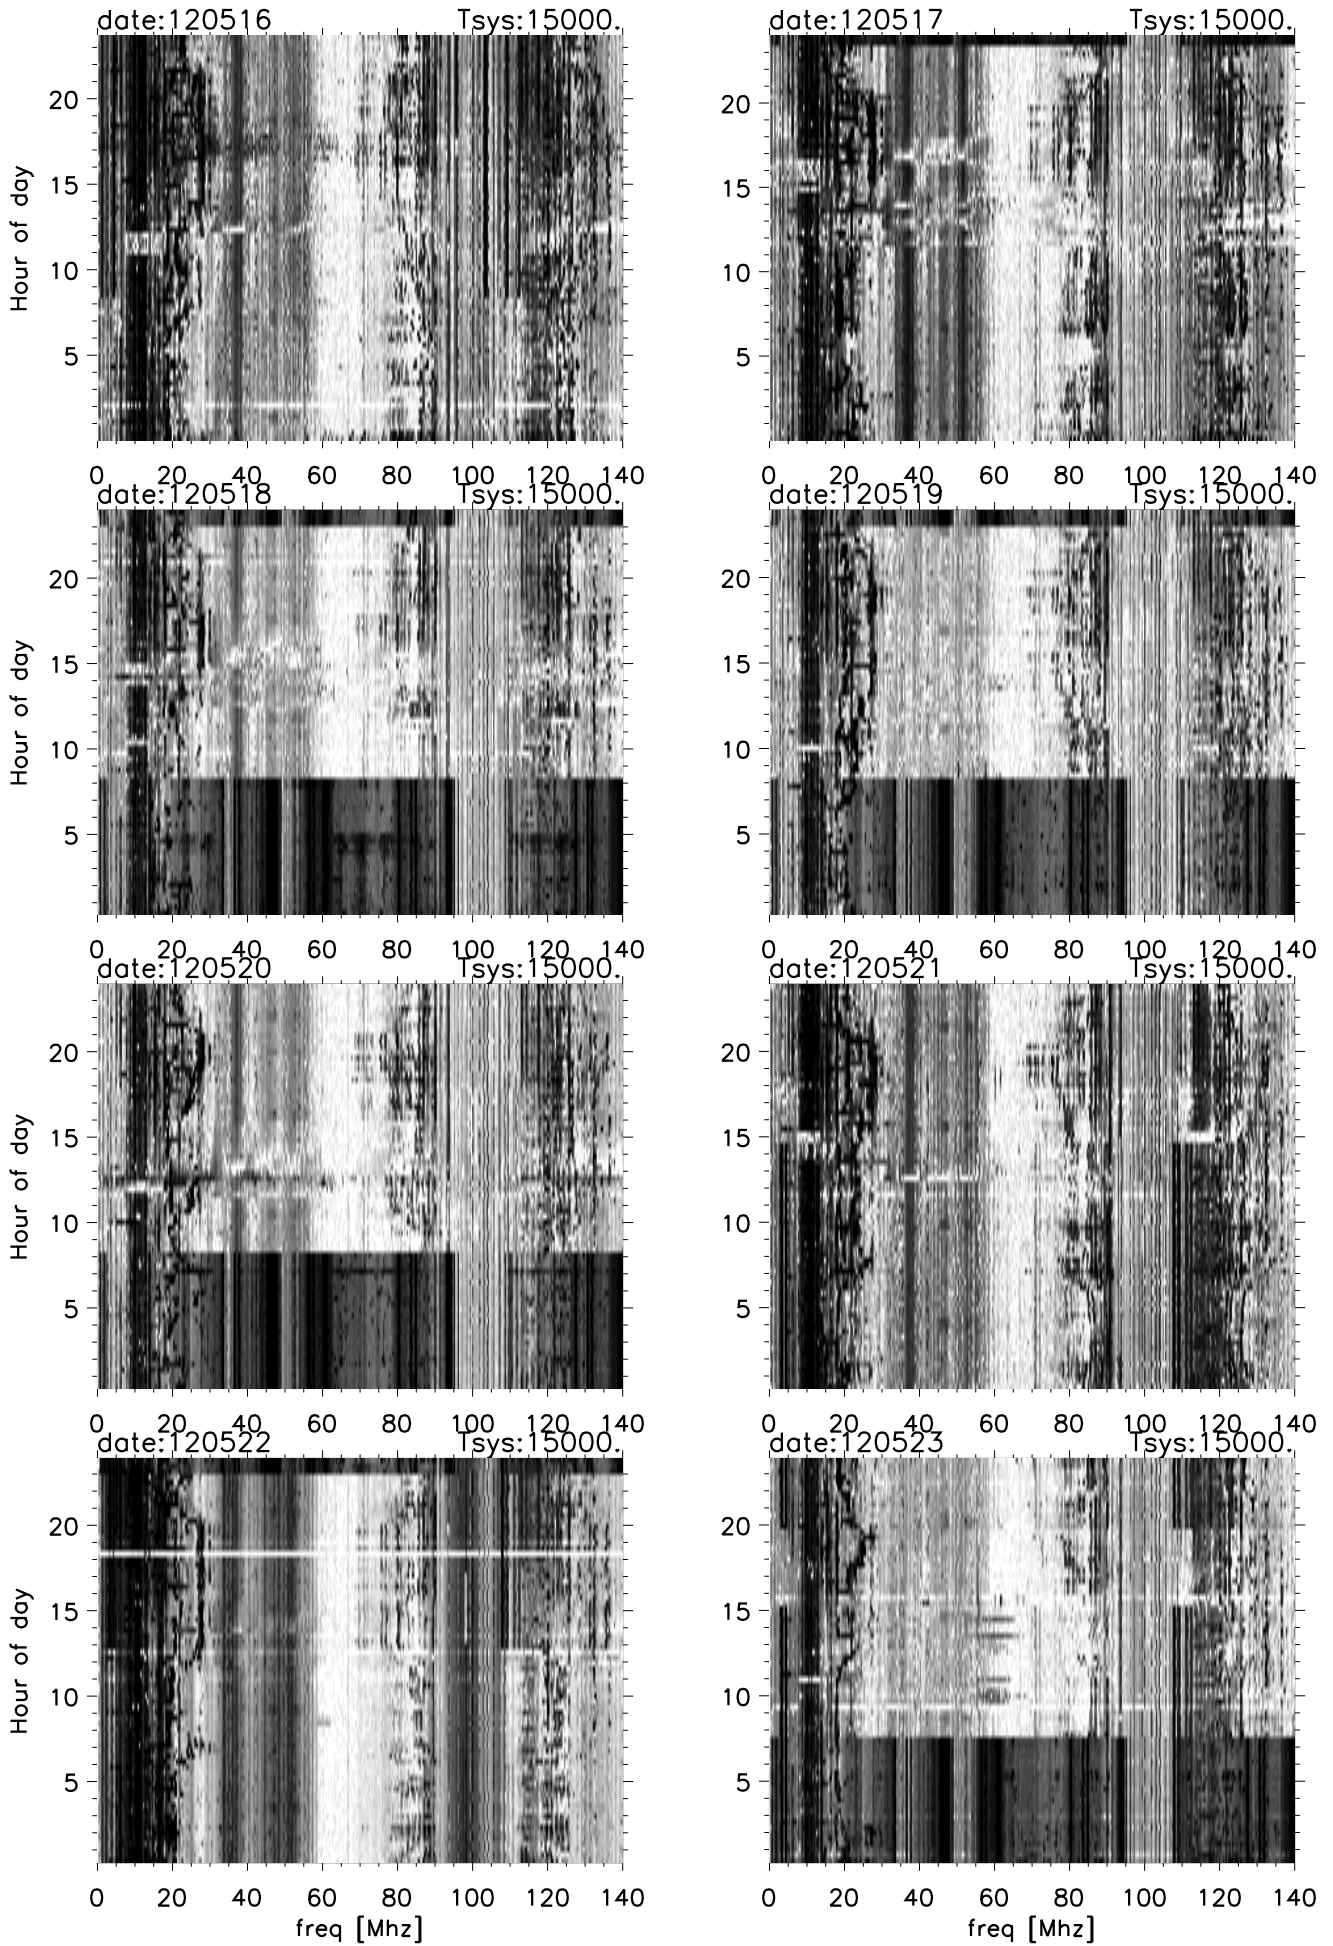 date:120516 Tsys:15000. date:120517 Tsys:15000.
20 20
15 15
10 10
5 5
Hour of day
0 20 40 60 80 100 120 140 0 20 40 60 80 100 120 140
date:120518 Tsys:15000. date:120519 Tsys:15000.
20 20
15 15
10 10
5 5
Hour of day
0 20 40 60 80 100 120 140 0 20 40 60 80 100 120 140
date:120520 Tsys:15000. date:120521 Tsys:15000.
20 20
15 15
10 10
5 5
Hour of day
0 20 40 60 80 100 120 140 0 20 40 60 80 100 120 140
date:120522 Tsys:15000. date:120523 Tsys:15000.
20 20
15 15
10 10
5 5
Hour of day
0 20 40 60 80 100 120 140 0 20 40 60 80 100 120 140
freq [Mhz] freq [Mhz]